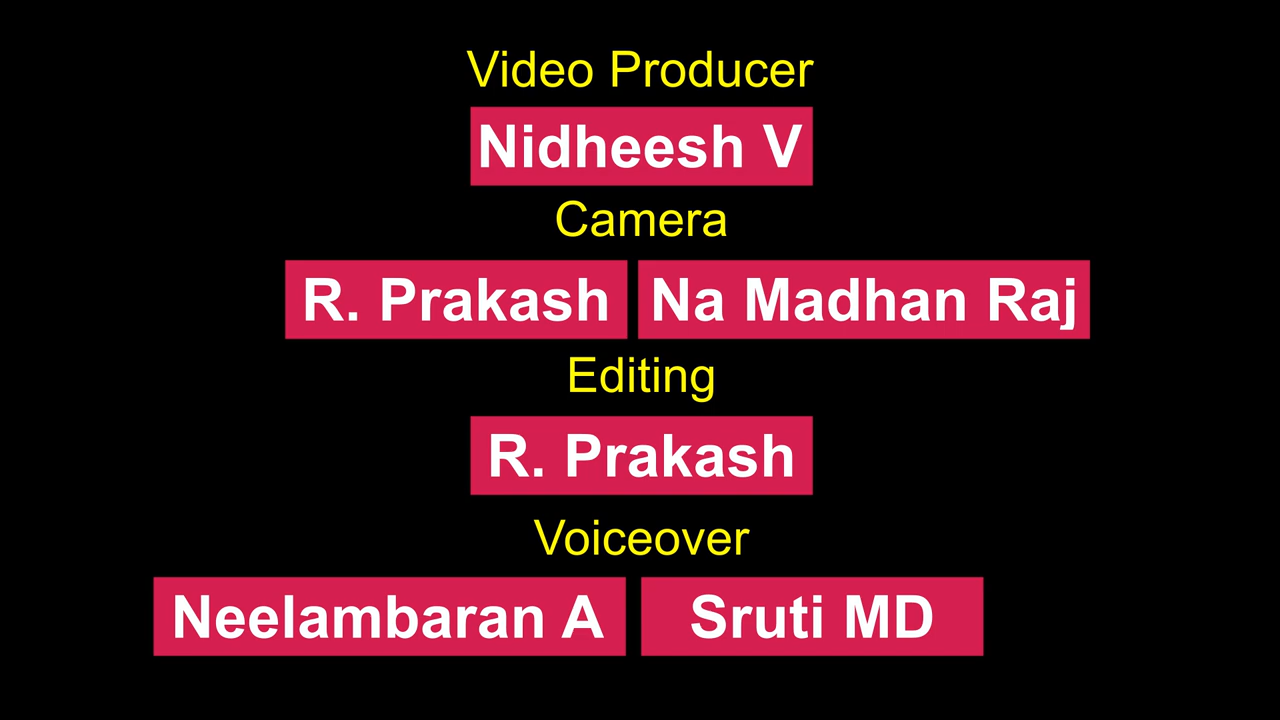 Video Producer
Nidheesh V
Camera
R. Prakash Na Madhan Raj
Editing
R. Prakash
Voiceover
Neelambaran A Sruti MD